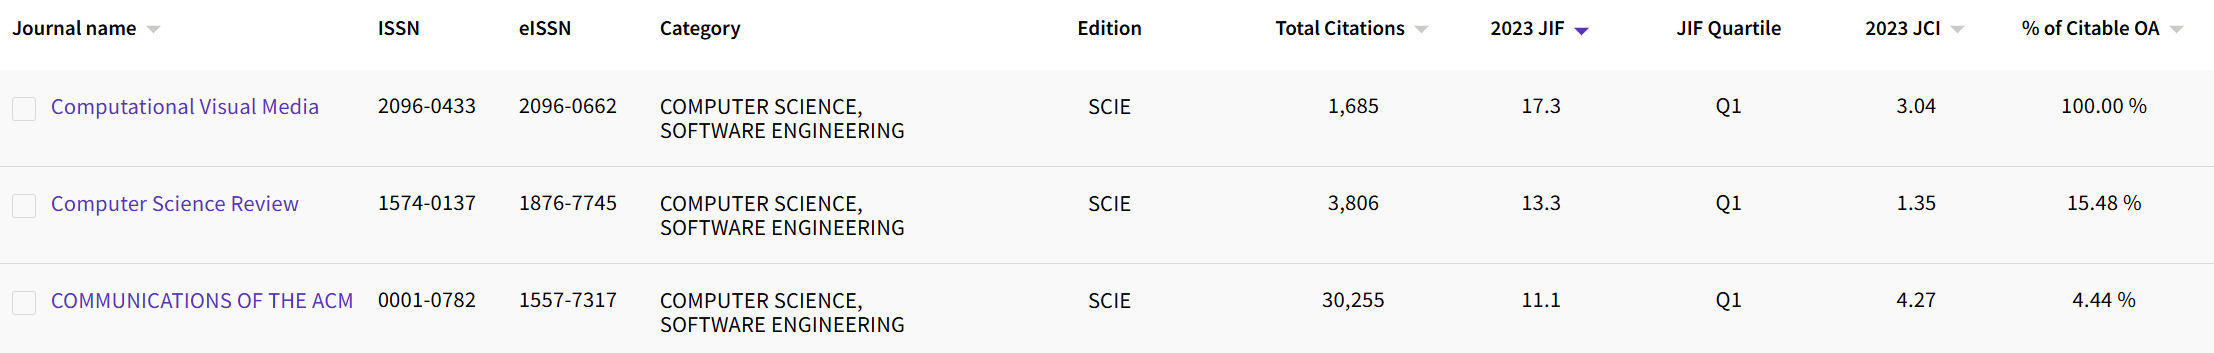 Journal name ISSN eISSN Category Edition Total Citations 2023 JIF JIF Quartile 2023 JCI % of Citable OA
Computational Visual Media 2096-0433 2096-0662 COMPUTER SCIENCE, SCIE 1,685 17.3 Q1 3.04 100.00 %
SOFTWARE ENGINEERING
Computer Science Review 1574-0137 1876-7745 COMPUTER SCIENCE, SCIE 3,806 13.3 Q1 1.35 15.48 %
SOFTWARE ENGINEERING
COMMUNICATIONS OF THE ACM 0001-0782 1557-7317 COMPUTER SCIENCE, SCIE 30,255 11.1 Q1 4.27 4.44 %
SOFTWARE ENGINEERING